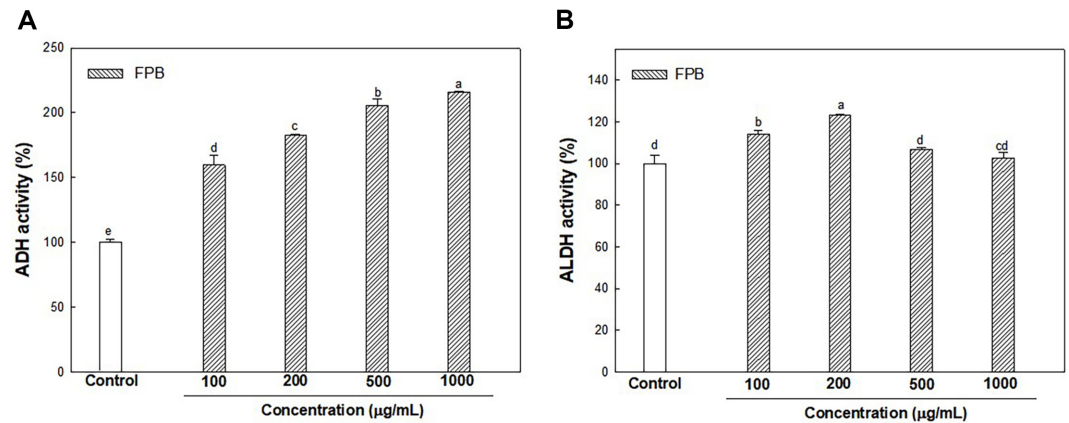 A
250
200
150
100
50
0
ADH activity (%)
FPB
e
d
c
b
a
Control 100 200 500 1000
Concentration (µg/mL)
B
140
120
100
80
60
40
20
0
ALDH activity (%)
FPB
d
b
a
d
cd
Control 100 200 500 1000
Concentration (µg/mL)